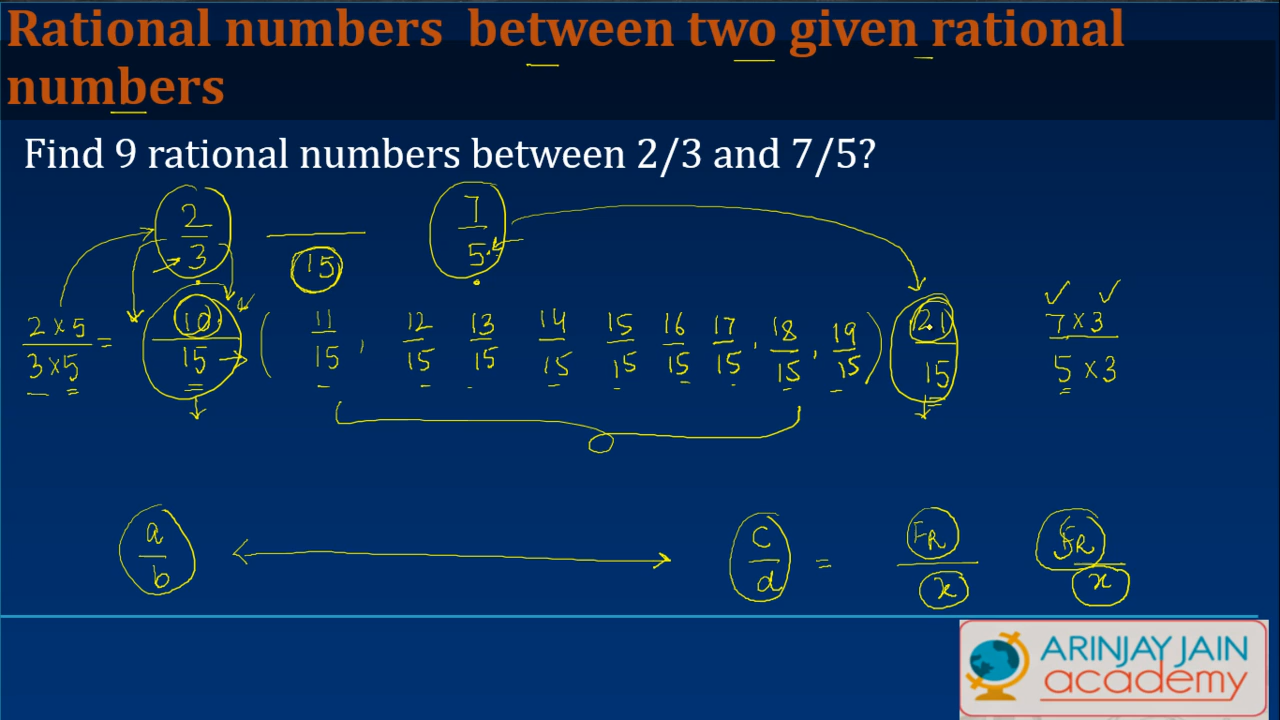 Rational numbers between two given rational
numbers
Find 9 rational numbers between 2/3 and 7/5?
2/3 15 7/5
2 x 5 / 3 x 5 = 10/15 ( 11/15 , 12/15 13/15 14/15 15/15 16/15 17/15 , 18/15 , 19/15 ) 21/15 7 x 3 / 5 x 3
a/b c/d = /x /x
ARINJAY JAIN
academy